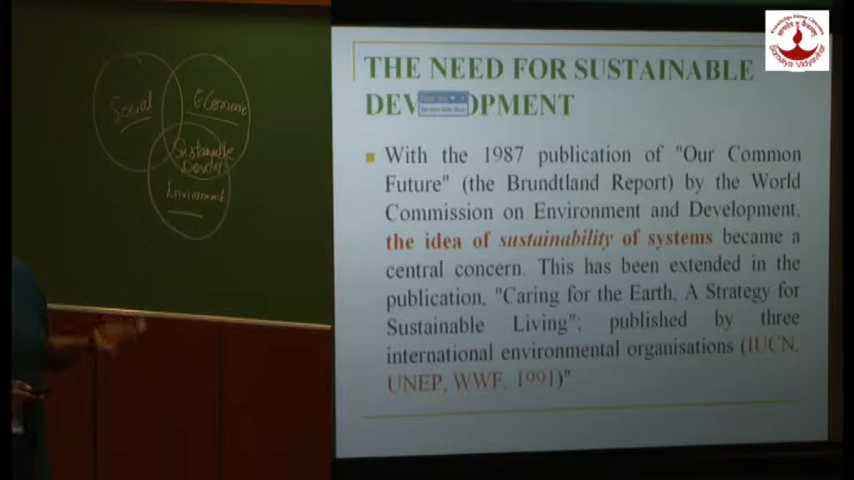 Social
Economic
Sustainable
Environment
THE NEED FOR SUSTAINABLE
DEV OPMENT
With the 1987 publication of "Our Common
Future" (the Brundtland Report) by the World
Commission on Environment and Development,
the idea of sustainability of systems became a
central concern. This has been extended in the
publication, "Caring for the Earth, A Strategy for
Sustainable Living"; published by three
international environmental organisations (IUCN,
UNEP, WWF, 1991)"
Somaiya Vidyavihar